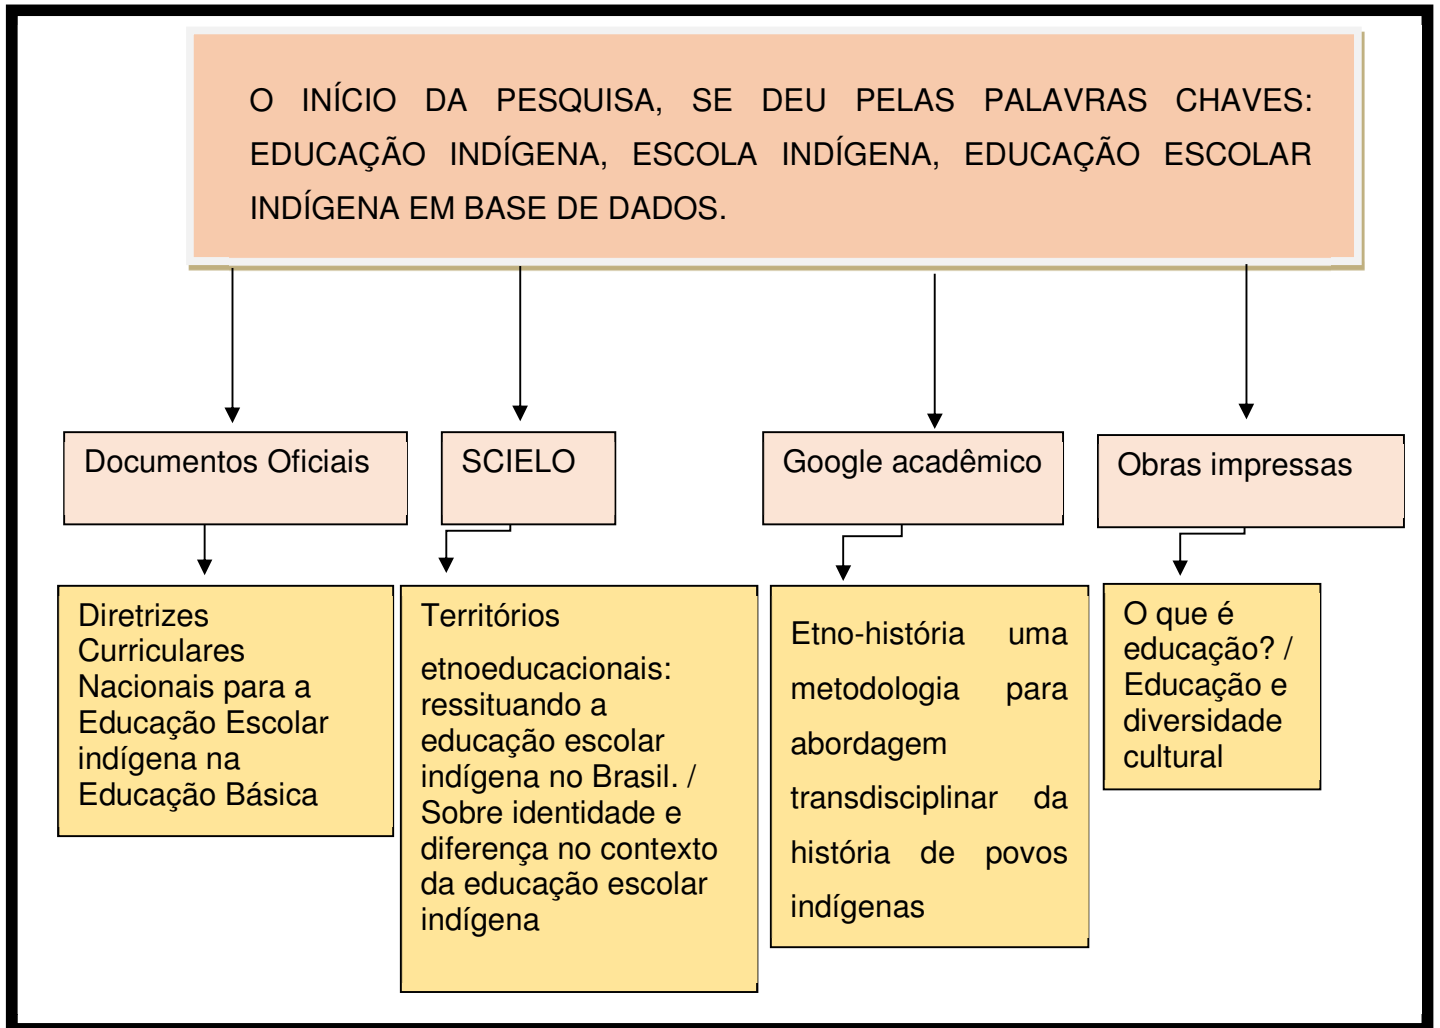 O INÍCIO DA PESQUISA, SE DEU PELAS PALAVRAS CHAVES:
EDUCAÇÃO INDÍGENA, ESCOLA INDÍGENA, EDUCAÇÃO ESCOLAR
INDÍGENA EM BASE DE DADOS.
Documentos Oficiais
SCIELO
Google acadêmico
Obras impressas
Diretrizes
Curriculares
Nacionais para a
Educação Escolar
indígena na
Educação Básica
Territórios
etnoeducacionais:
ressituando a
educação escolar
indígena no Brasil. /
Sobre identidade e
diferença no contexto
da educação escolar
indígena
Etno-história uma
metodologia para
abordagem
transdisciplinar da
história de povos
indígenas
O que é
educação? /
Educação e
diversidade
cultural